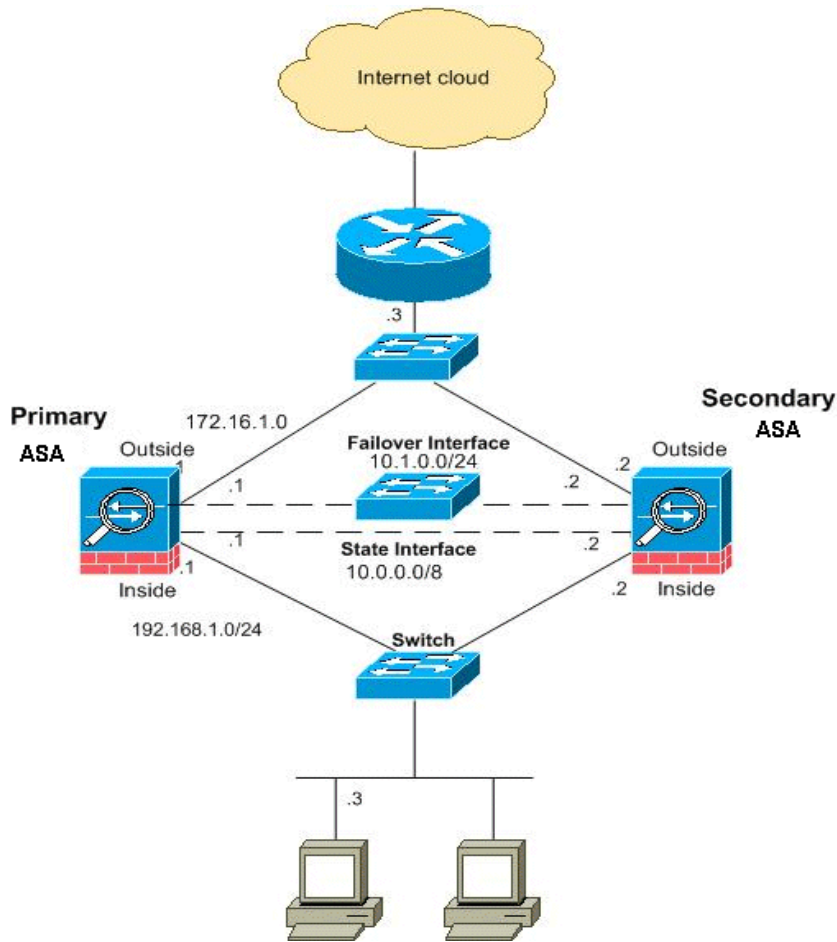 Internet cloud
.3
Primary
ASA
Secondary
ASA
172.16.1.0
Outside
.1
Failover Interface
10.1.0.0/24
Outside
.2
.1
.2
.1
State Interface
10.0.0.0/8
.2
.1
Inside
192.168.1.0/24
.2
Inside
Switch
.3